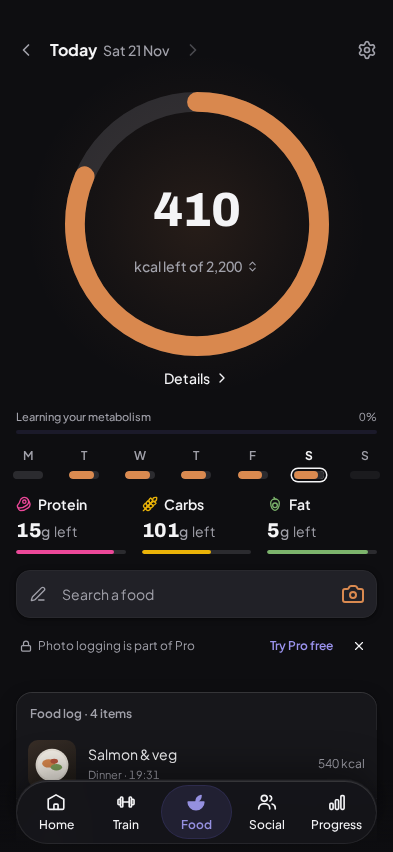 Today Sat 21 Nov
410
kcal left of 2,200
Details
Learning your metabolism 0%
M T W T F S S
Protein Carbs Fat
15g left 101g left 5g left
Search a food
Photo logging is part of Pro Try Pro free
Food log · 4 items
Salmon & veg
540 kcal
Dinner · 19:31
Home Train Food Social Progress